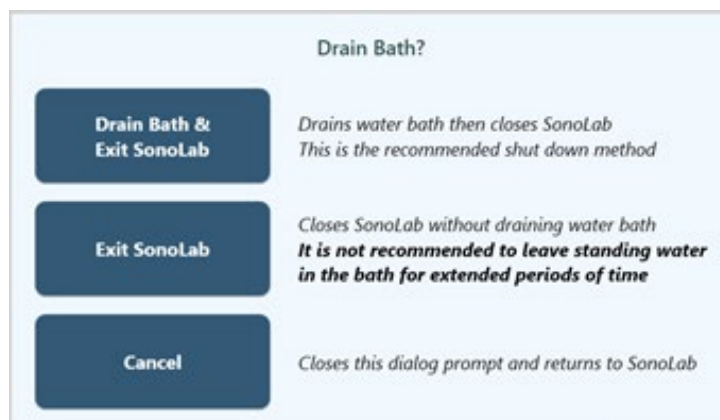 Drain Bath?
Drain Bath &
Exit SonoLab
Drains water bath then closes SonoLab
This is the recommended shut down method
Exit SonoLab
Closes SonoLab without draining water bath
It is not recommended to leave standing water
in the bath for extended periods of time
Cancel
Closes this dialog prompt and returns to SonoLab